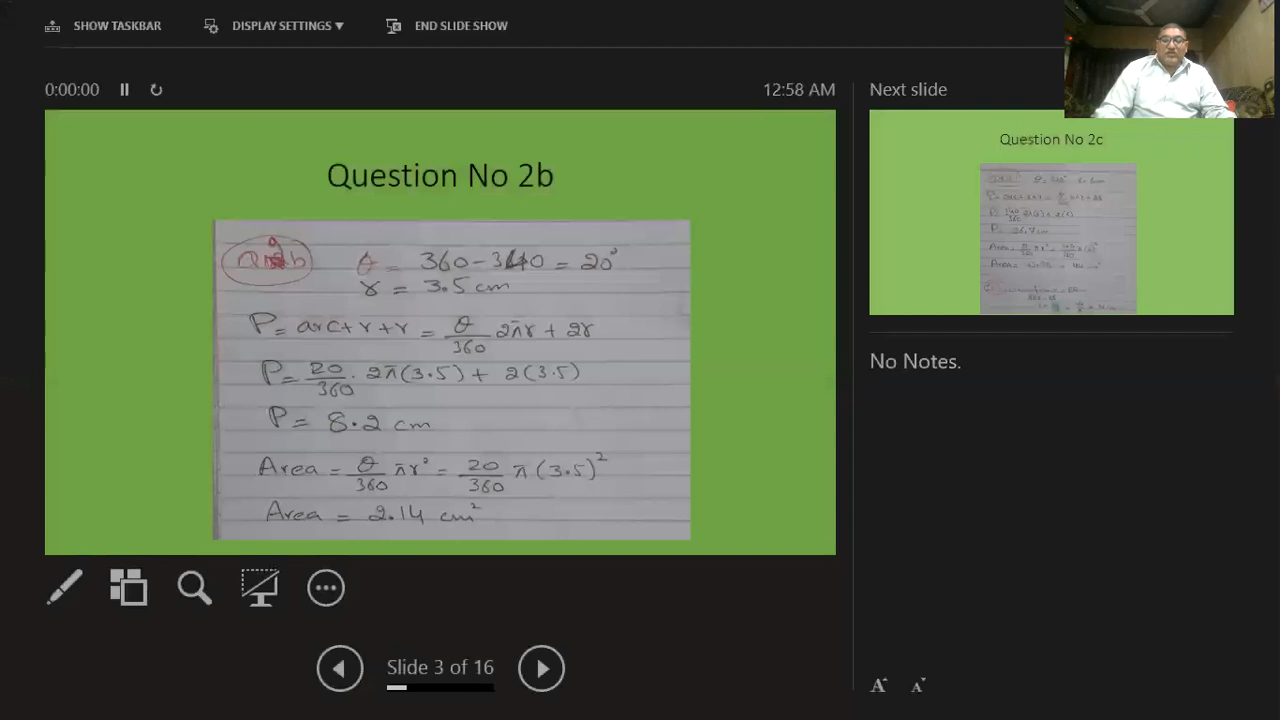 SHOW TASKBAR
DISPLAY SETTINGS ▼
END SLIDE SHOW
0:00:00
12:58 AM
Question No 2b
Q2b
θ = 360-340 = 20°
r = 3.5 cm
P = arc+r+r = θ/360 2πr + 2r
P = 20/360 . 2π(3.5) + 2(3.5)
P = 8.2 cm
Area = θ/360 πr² = 20/360 π(3.5)²
Area = 2.14 cm²
Slide 3 of 16
Next slide
Question No 2c
No Notes.
A A